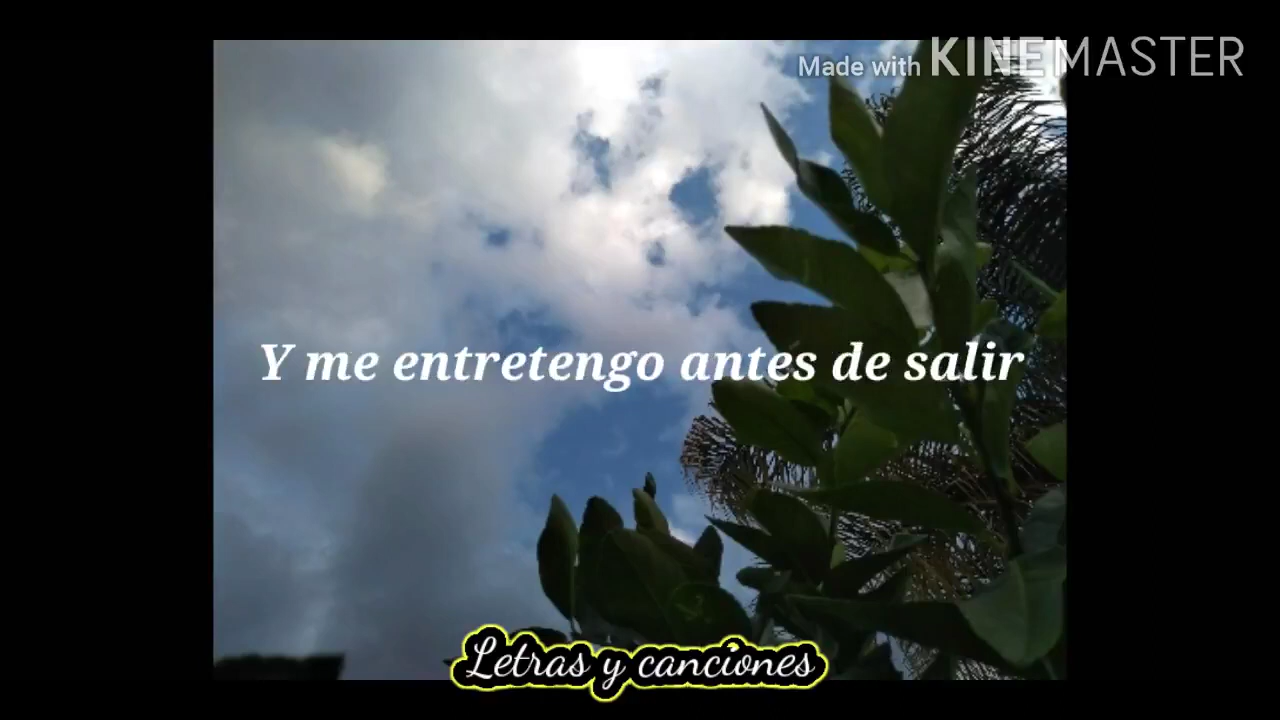 Made with KINEMASTER
Y me entretengo antes de salir
Letras y canciones